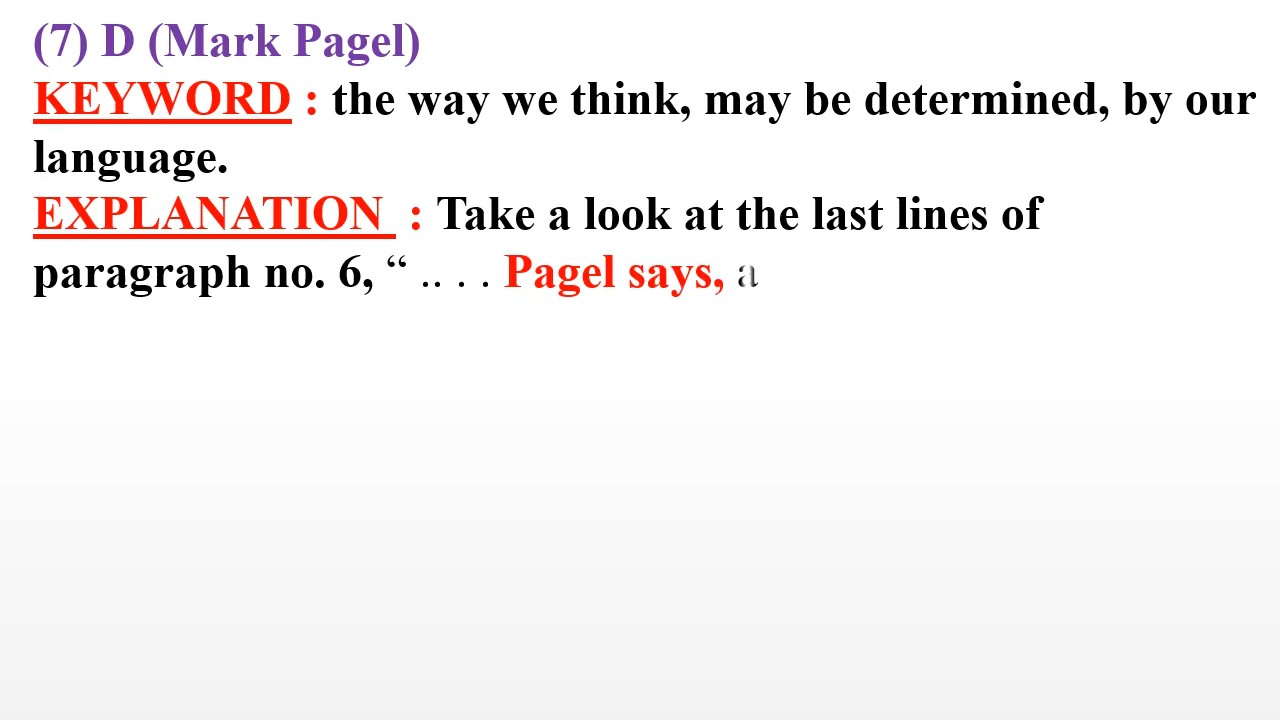 (7) D (Mark Pagel)
KEYWORD : the way we think, may be determined, by our
language.
EXPLANATION : Take a look at the last lines of
paragraph no. 6, “ .. . . Pagel says, a